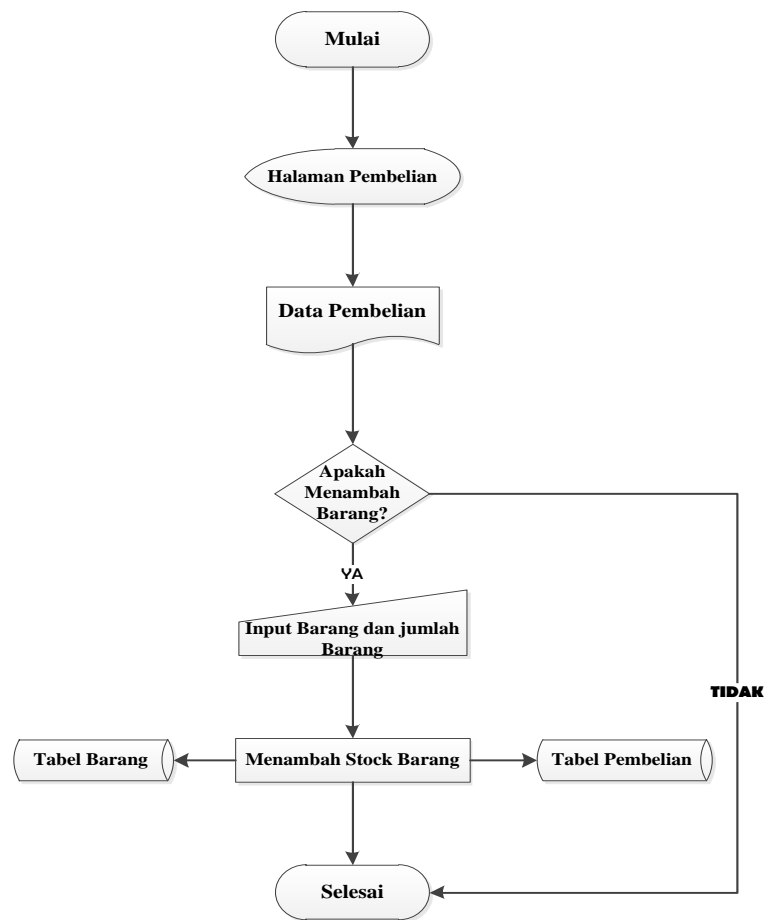 Mulai
Halaman Pembelian
Data Pembelian
Apakah
Menambah
Barang?
YA
Input Barang dan jumlah
Barang
TIDAK
Tabel Barang
Menambah Stock Barang
Tabel Pembelian
Selesai